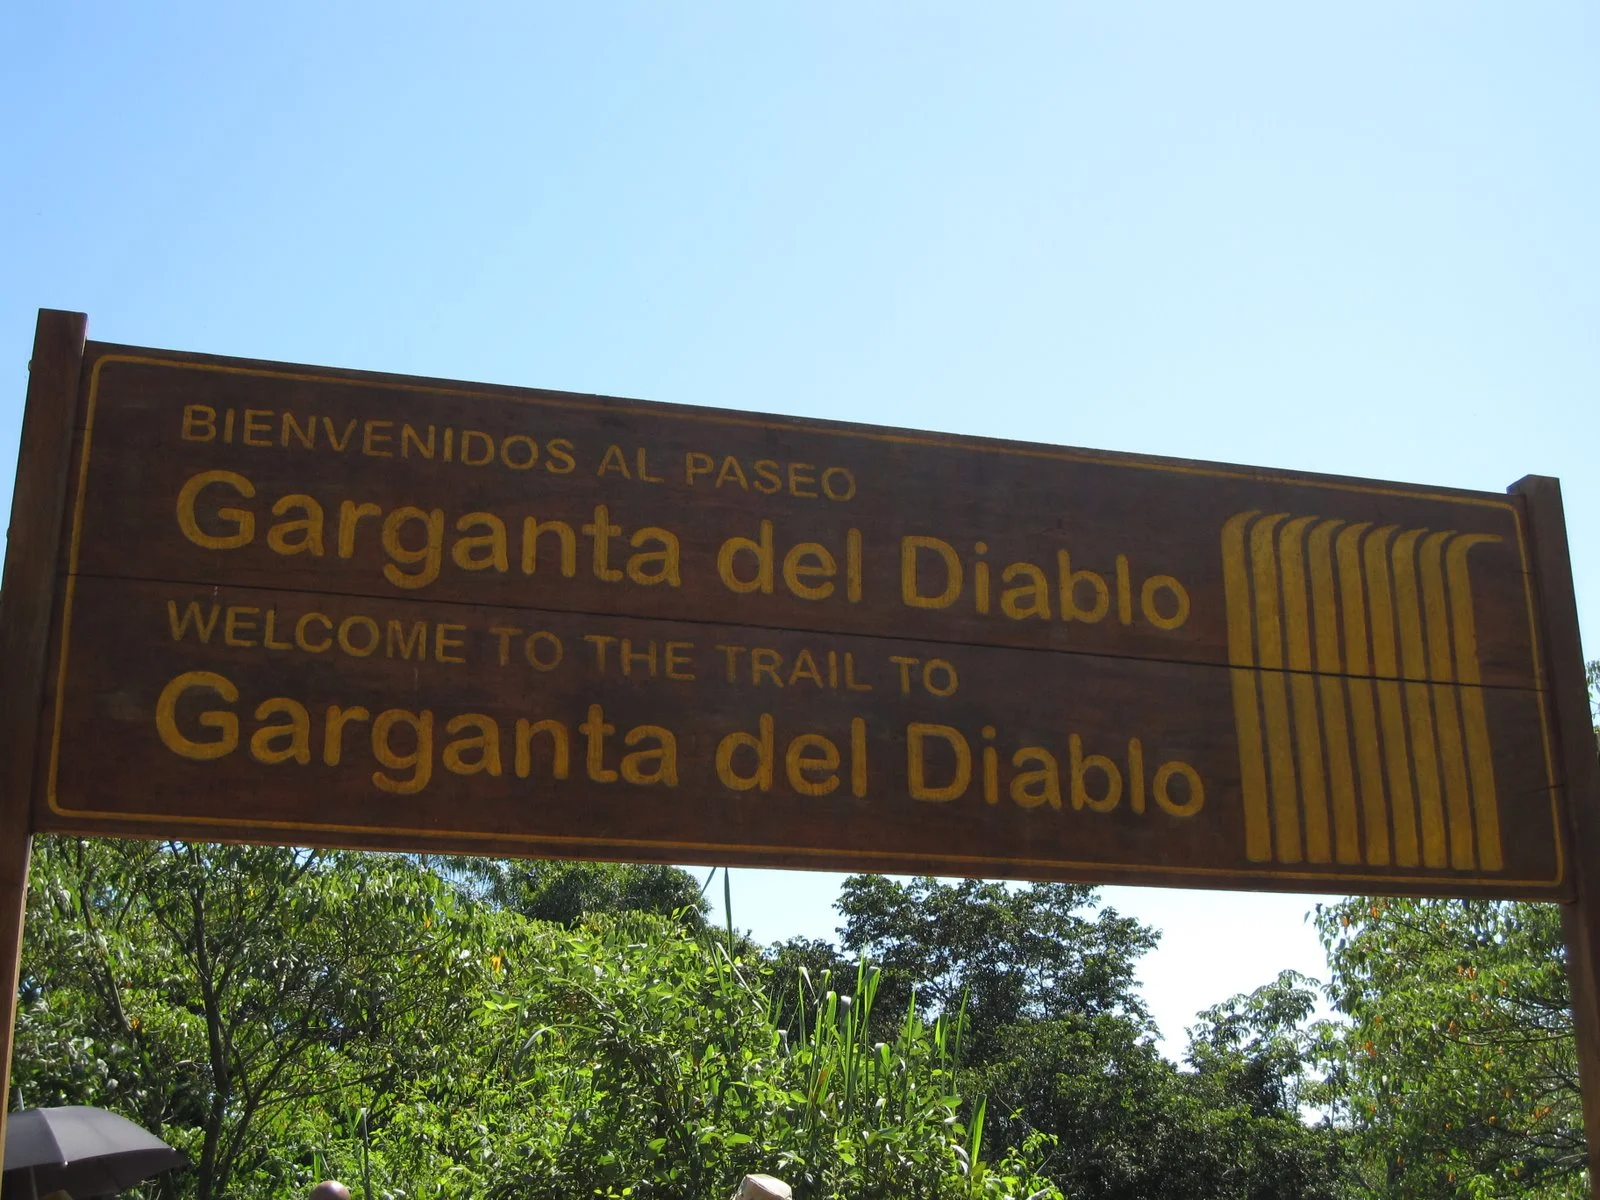 BIENVENIDOS AL PASEO
Garganta del Diablo
WELCOME TO THE TRAIL TO
Garganta del Diablo